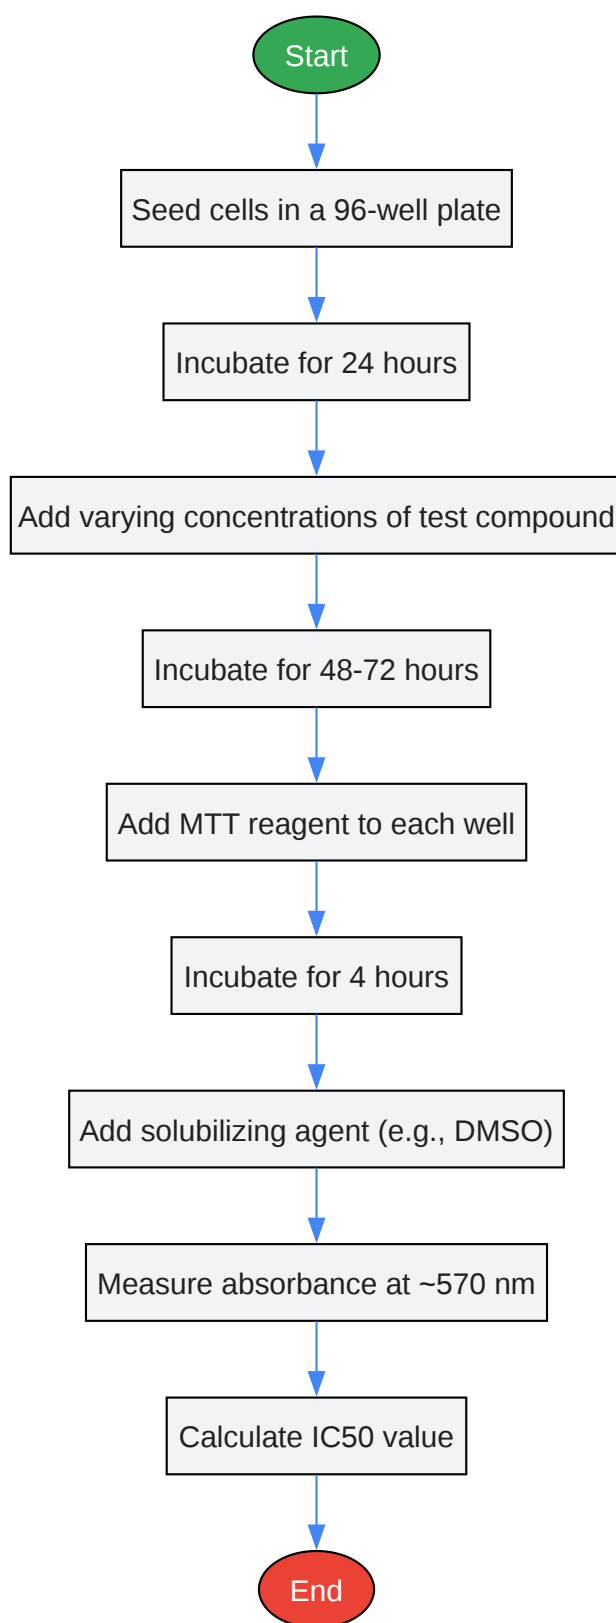 Start
Seed cells in a 96-well plate
Incubate for 24 hours
Add varying concentrations of test compound
Incubate for 48-72 hours
Add MTT reagent to each well
Incubate for 4 hours
Add solubilizing agent (e.g., DMSO)
Measure absorbance at ~570 nm
Calculate IC50 value
End